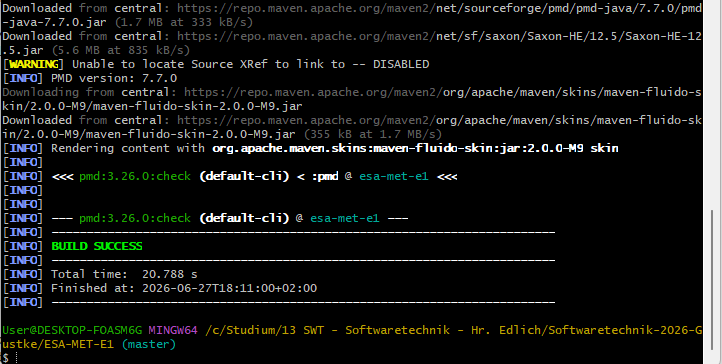 Downloaded from central: https://repo.maven.apache.org/maven2/net/sourceforge/pmd/pmd-java/7.7.0/pmd
-java-7.7.0.jar (1.7 MB at 333 kB/s)
Downloaded from central: https://repo.maven.apache.org/maven2/net/sf/saxon/Saxon-HE/12.5/Saxon-HE-12
.5.jar (5.6 MB at 835 kB/s)
[WARNING] Unable to locate Source XRef to link to -- DISABLED
[INFO] PMD version: 7.7.0
Downloading from central: https://repo.maven.apache.org/maven2/org/apache/maven/skins/maven-fluido-s
kin/2.0.0-M9/maven-fluido-skin-2.0.0-M9.jar
Downloaded from central: https://repo.maven.apache.org/maven2/org/apache/maven/skins/maven-fluido-sk
in/2.0.0-M9/maven-fluido-skin-2.0.0-M9.jar (355 kB at 1.7 MB/s)
[INFO] Rendering content with org.apache.maven.skins:maven-fluido-skin:jar:2.0.0-M9 skin
[INFO]
[INFO] <<< pmd:3.26.0:check (default-cli) < :pmd @ esa-met-e1 <<<
[INFO]
[INFO]
[INFO] --- pmd:3.26.0:check (default-cli) @ esa-met-e1 ---
[INFO] ------------------------------------------------------------------------
[INFO] BUILD SUCCESS
[INFO] ------------------------------------------------------------------------
[INFO] Total time:  20.788 s
[INFO] Finished at: 2026-06-27T18:11:00+02:00
[INFO] ------------------------------------------------------------------------
User@DESKTOP-FOASM6G MINGW64 /c/Studium/13 SWT - Softwaretechnik - Hr. Edlich/Softwaretechnik-2026-G
ustke/ESA-MET-E1 (master)
$